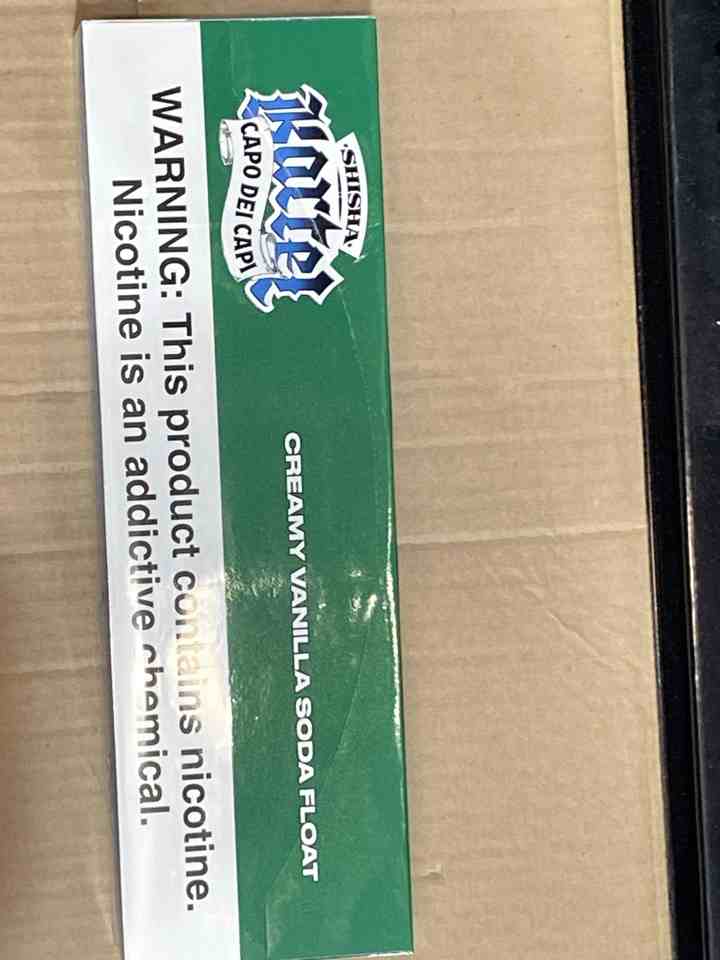 SHISHA
Kartel
CAPO DEI CAPI
CREAMY VANILLA SODA FLOAT
WARNING: This product contains nicotine.
Nicotine is an addictive chemical.